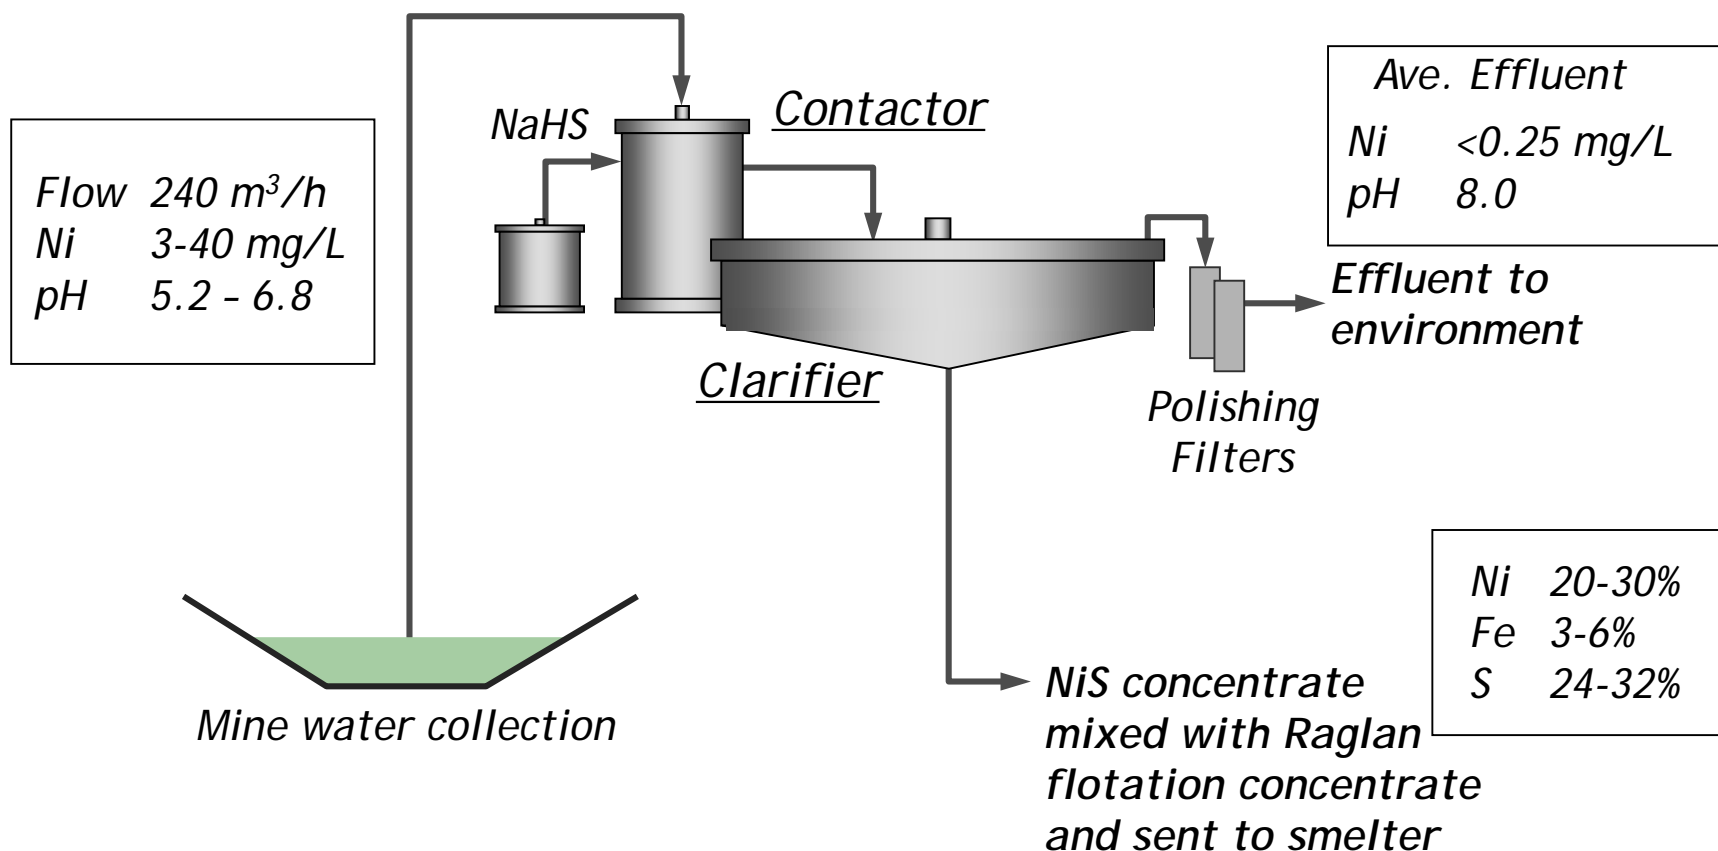 Flow 240 m³/h
Ni 3-40 mg/L
pH 5.2 – 6.8
NaHS
Contactor
Clarifier
Ave. Effluent
Ni <0.25 mg/L
pH 8.0
Effluent to
environment
Polishing
Filters
Mine water collection
Ni 20-30%
Fe 3-6%
S 24-32%
NiS concentrate
mixed with Raglan
flotation concentrate
and sent to smelter